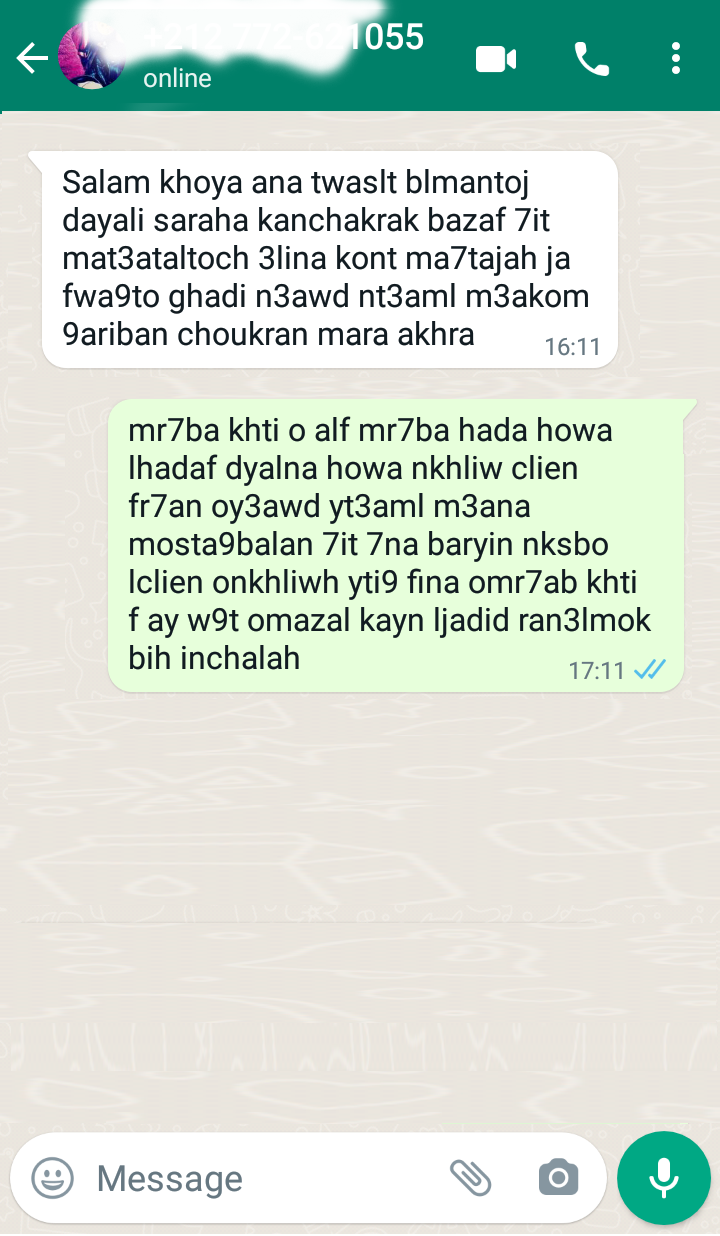 1055
online
Salam khoya ana twaslt blmantoj
dayali saraha kanchakrak bazaf 7it
mat3ataltoch 3lina kont ma7tajah ja
fwa9to ghadi n3awd nt3aml m3akom
9ariban choukran mara akhra
16:11
mr7ba khti o alf mr7ba hada howa
lhadaf dyalna howa nkhliw clien
fr7an oy3awd yt3aml m3ana
mosta9balan 7it 7na baryin nksbo
lclien onkhliwh yti9 fina omr7ab khti
f ay w9t omazal kayn ljadid ran3lmok
bih inchalah
17:11
Message